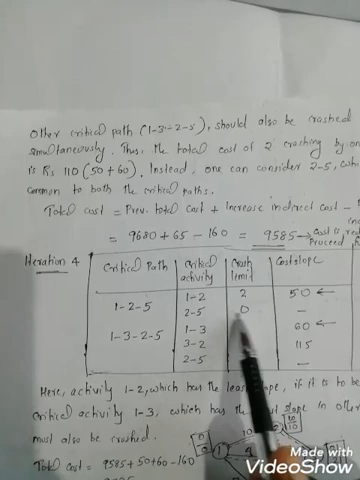 Other critical path (1-3-2-5), should also be crashed
simultaneously. Thus, the total cost of 2 crashing by one
is Rs 110 (50+60). Instead, one can consider 2-5,
common to both the critical paths.
Total cost = Prev. total cost + Increase indirect cost -
= 9680 + 65 - 160 = 9585 → Cost is
Proceed
Iteration 4
Critical Path Critical activity Crash limit Cost slope
1-2-5 1-2 2 50 ←
2-5 0 -
1-3-2-5 1-3 60 ←
3-2 115
2-5 -
Here, activity 1-2, which has the least slope, if it is to be
critical activity 1-3, which has the slope in other
must also be crashed.
Total cost = 9585 + 50 + 60 - 160
Made with
VideoShow